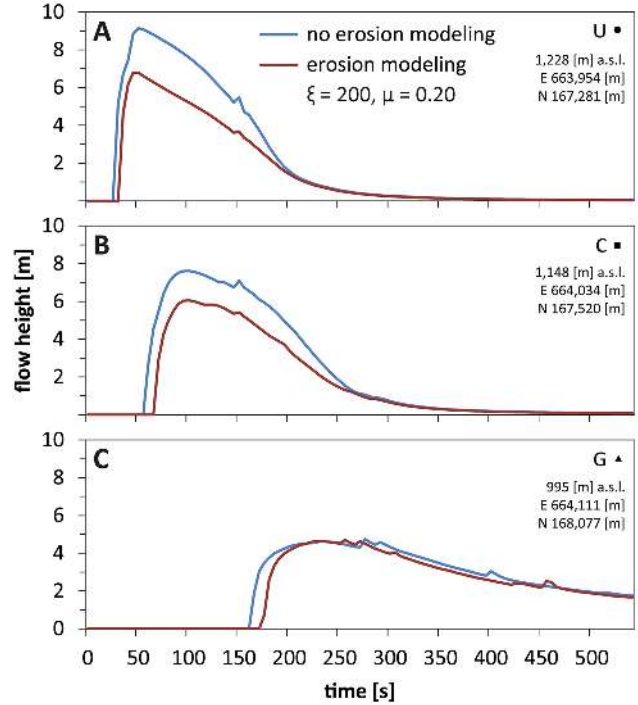 10
8
6
4
2
A
no erosion modeling
erosion modeling
ξ = 200, μ = 0.20
U
1,228 [m] a.s.l.
E 663,954 [m]
N 167,281 [m]
flow height [m]
10
8
6
4
2
B
C
1,148 [m] a.s.l.
E 664,034 [m]
N 167,520 [m]
10
8
6
4
2
0
C
G
995 [m] a.s.l.
E 664,111 [m]
N 168,077 [m]
0 50 100 150 200 250 300 350 400 450 500
time [s]